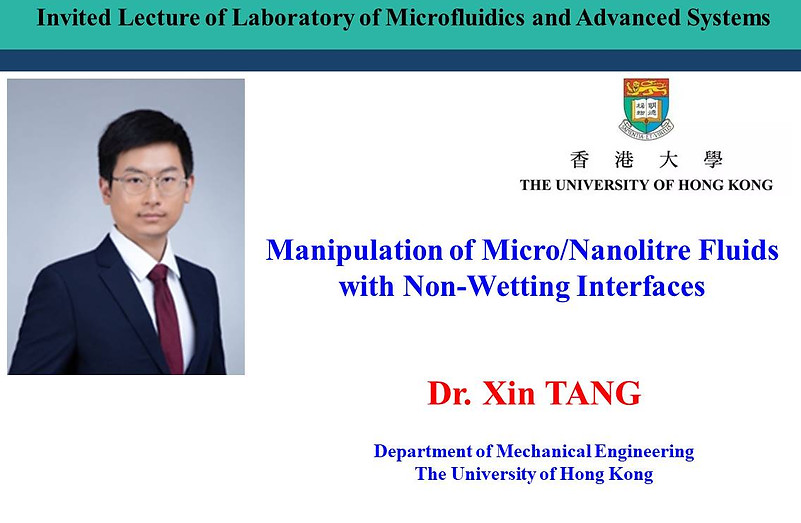 Invited Lecture of Laboratory of Microfluidics and Advanced Systems
香港大學
THE UNIVERSITY OF HONG KONG
Manipulation of Micro/Nanolitre Fluids
with Non-Wetting Interfaces
Dr. Xin TANG
Department of Mechanical Engineering
The University of Hong Kong